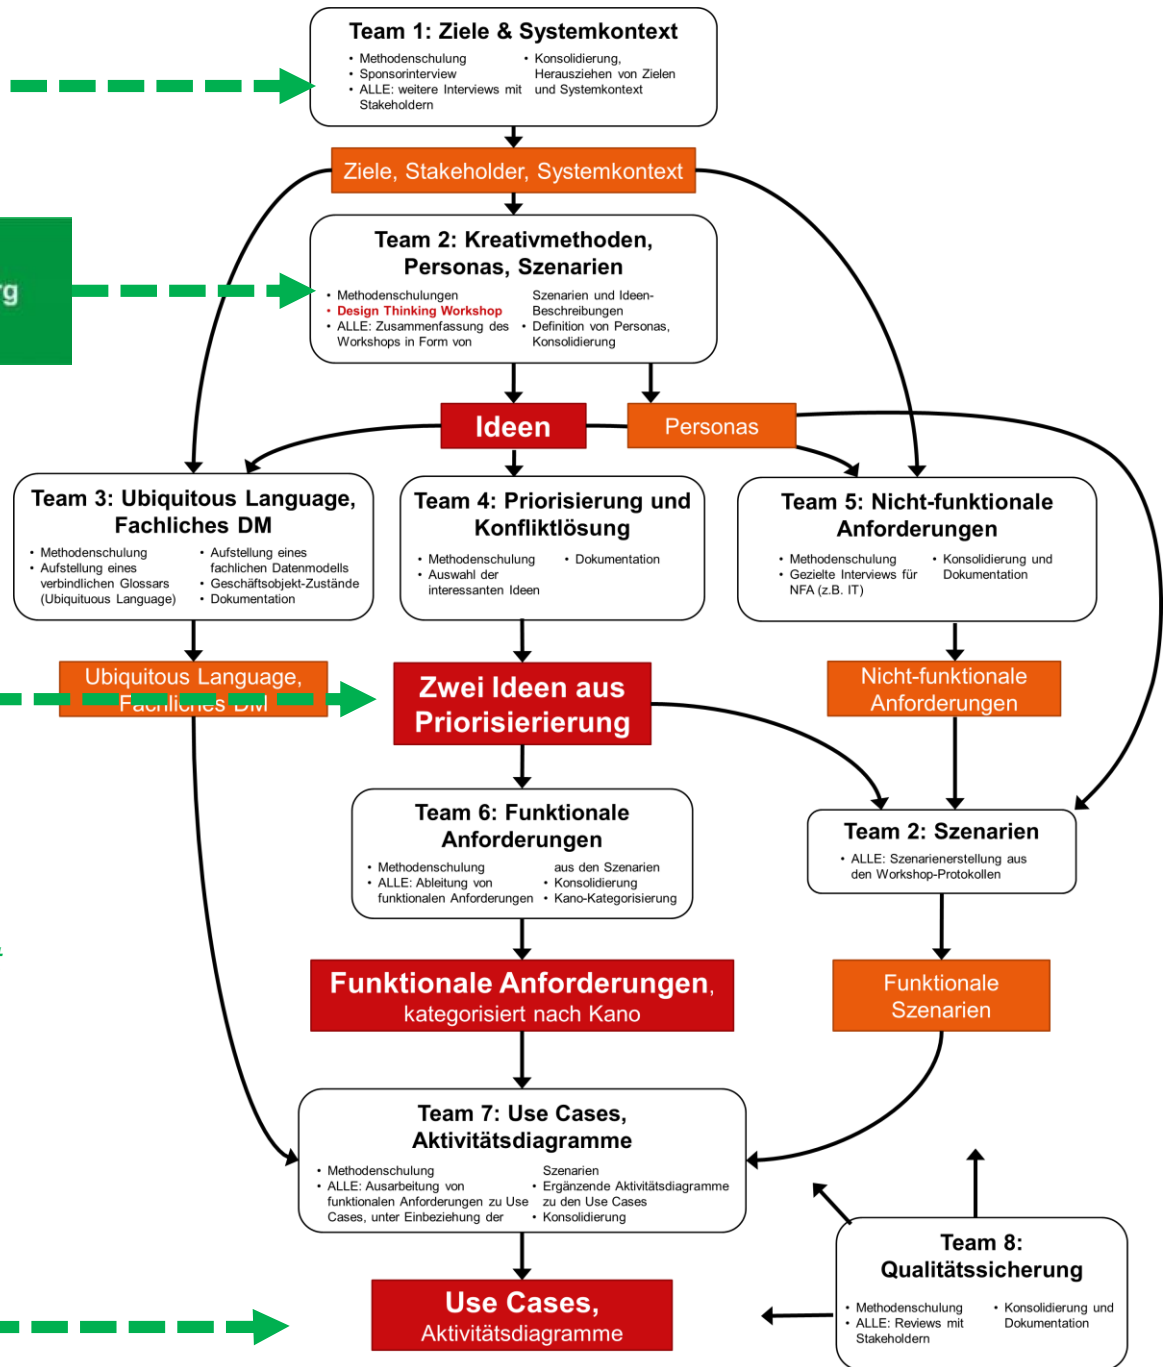 Team 1: Ziele & Systemkontext
• Methodenschulung
• Sponsorinterview
• ALLE: weitere Interviews mit
Stakeholdern
• Konsolidierung,
Herausziehen von Zielen
und Systemkontext
Ziele, Stakeholder, Systemkontext
Team 2: Kreativmethoden,
Personas, Szenarien
• Methodenschulungen
• Design Thinking Workshop
• ALLE: Zusammenfassung des
Workshops in Form von
Szenarien und Ideen-
Beschreibungen
• Definition von Personas,
Konsolidierung
rg
Ideen
Personas
Team 3: Ubiquitous Language,
Fachliches DM
• Methodenschulung
• Aufstellung eines
verbindlichen Glossars
(Ubiquituous Language)
• Aufstellung eines
fachlichen Datenmodells
• Geschäftsobjekt-Zustände
• Dokumentation
Team 4: Priorisierung und
Konfliktlösung
• Methodenschulung
• Auswahl der
interessanten Ideen
• Dokumentation
Team 5: Nicht-funktionale
Anforderungen
• Methodenschulung
• Gezielte Interviews für
NFA (z.B. IT)
• Konsolidierung und
Dokumentation
Ubiquitous Language,
Fachliches DM
Zwei Ideen aus
Priorisierierung
Nicht-funktionale
Anforderungen
Team 6: Funktionale
Anforderungen
• Methodenschulung
• ALLE: Ableitung von
funktionalen Anforderungen
aus den Szenarien
• Konsolidierung
• Kano-Kategorisierung
Team 2: Szenarien
• ALLE: Szenarienerstellung aus
den Workshop-Protokollen
Funktionale Anforderungen,
kategorisiert nach Kano
Funktionale
Szenarien
Team 7: Use Cases,
Aktivitätsdiagramme
• Methodenschulung
• ALLE: Ausarbeitung von
funktionalen Anforderungen zu Use
Cases, unter Einbeziehung der
Szenarien
• Ergänzende Aktivitätsdiagramme
zu den Use Cases
• Konsolidierung
Team 8:
Qualitätssicherung
• Methodenschulung
• ALLE: Reviews mit
Stakeholdern
• Konsolidierung und
Dokumentation
Use Cases,
Aktivitätsdiagramme